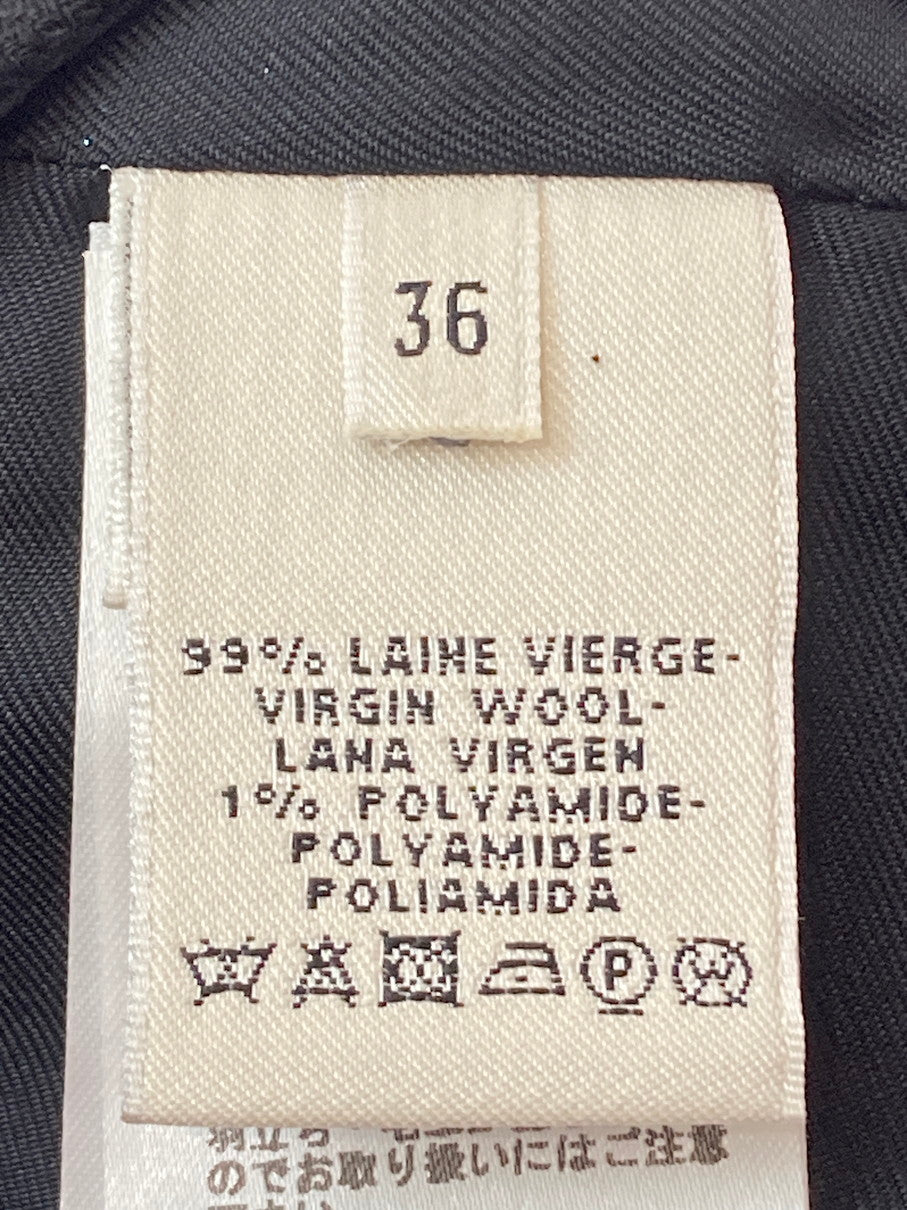 36
99% LAINE VIERGE-
VIRGIN WOOL-
LANA VIRGEN
1% POLYAMIDE-
POLYAMIDE-
POLIAMIDA
P W
のでお取り扱いにはご注意